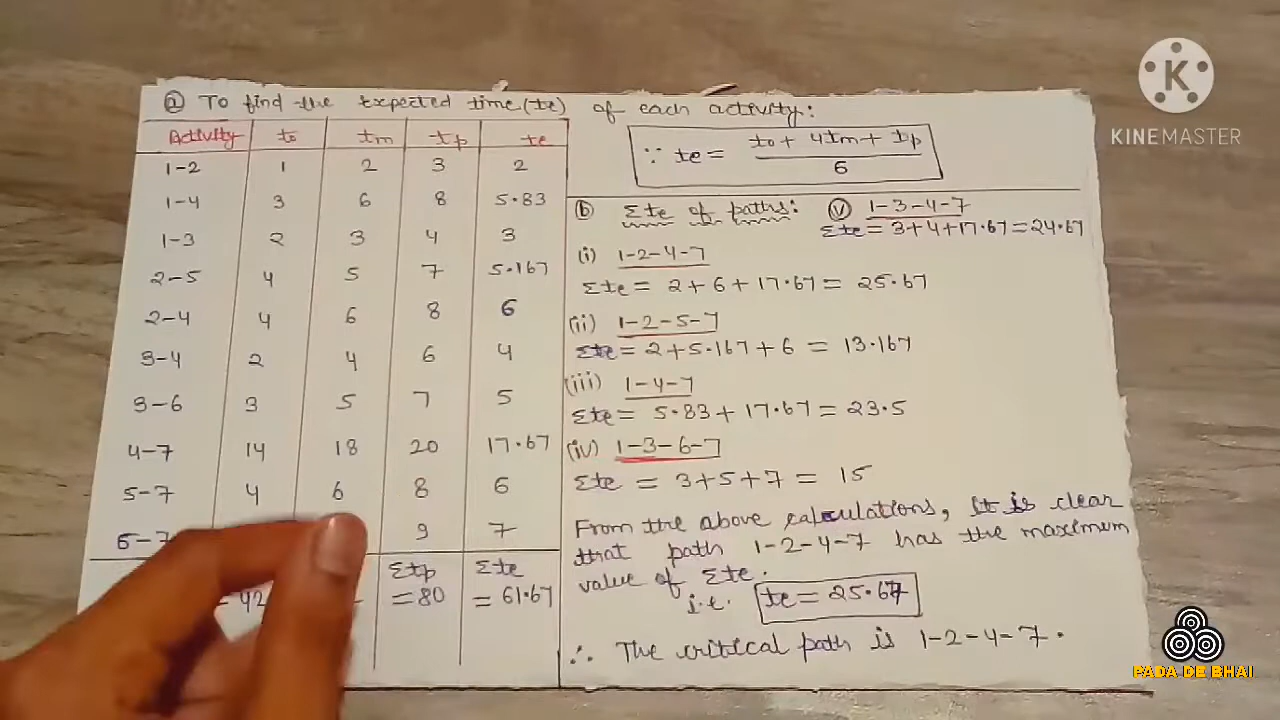 ⓐ To find the Expected time (te) of each activity:
Activity to tm tp te
1-2 1 2 3 2
1-4 3 6 8 5.83
1-3 2 3 4 3
2-5 4 5 7 5.167
2-4 4 6 8 6
3-4 2 4 6 4
3-6 3 5 7 5
4-7 14 18 20 17.67
5-7 4 6 8 6
6-7 9 7
Σtp Σte
= 42 = 80 = 61.67
∵ te = to + 4tm + tp
6
ⓑ Σte of paths:
(i) 1-2-4-7
Σte = 2+6+17.67 = 25.67
(ii) 1-2-5-7
Σte = 2+5.167+6 = 13.167
(iii) 1-4-7
Σte = 5.83+17.67 = 23.5
(iv) 1-3-6-7
Σte = 3+5+7 = 15
(v) 1-3-4-7
Σte = 3+4+17.67 = 24.67
From the above calculations, It is clear
that path 1-2-4-7 has the maximum
value of Σte.
i.e. te = 25.67
∴ The critical path is 1-2-4-7.
K
KINEMASTER
PADA DE BHAI